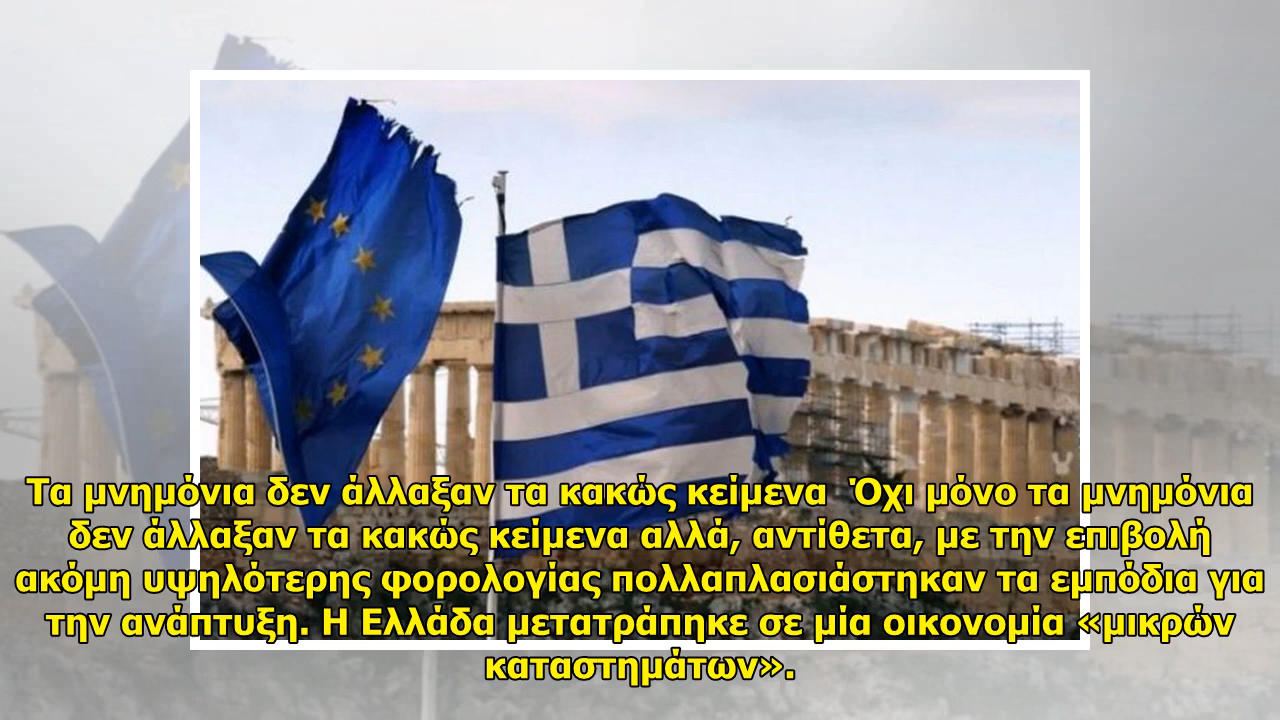 Τα μνημόνια δεν άλλαξαν τα κακώς κείμενα  Όχι μόνο τα μνημόνια
δεν άλλαξαν τα κακώς κείμενα αλλά, αντίθετα, με την επιβολή
ακόμη υψηλότερης φορολογίας πολλαπλασιάστηκαν τα εμπόδια για
την ανάπτυξη. Η Ελλάδα μετατράπηκε σε μία οικονομία «μικρών
καταστημάτων».